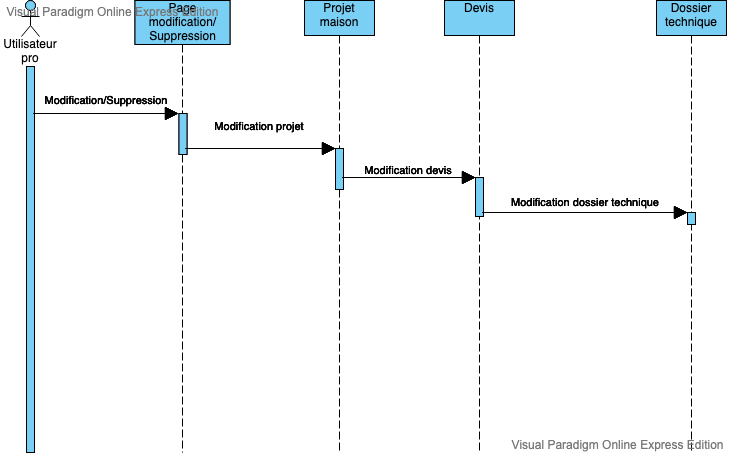 Visual Paradigm Online Express Edition
Utilisateur
pro
Page
modification/
Suppression
Projet
maison
Devis
Dossier
technique
Modification/Suppression
Modification projet
Modification devis
Modification dossier technique
Visual Paradigm Online Express Edition